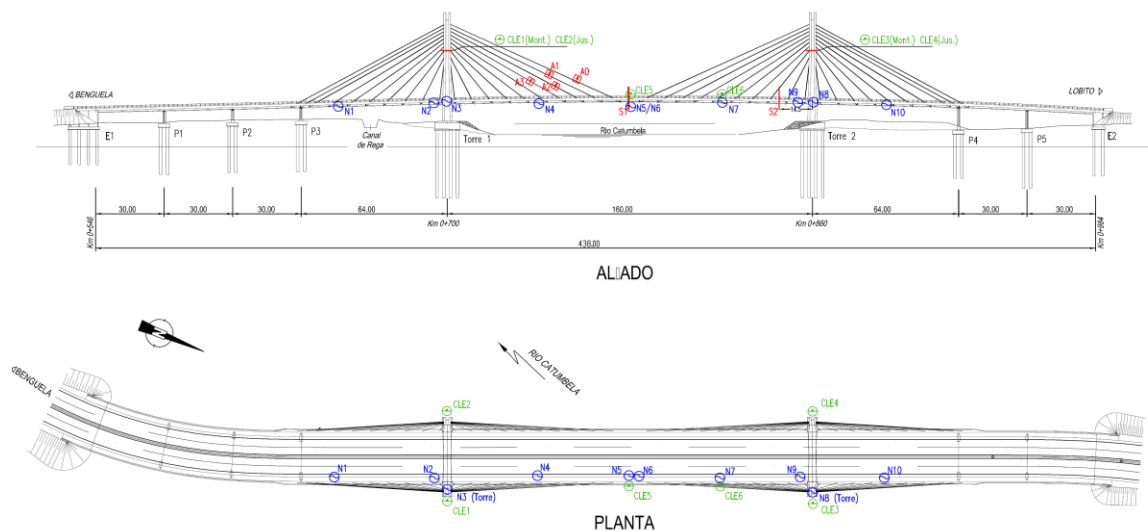 CLE1(Mont.) CLE2(Jus.)
CLE3(Mont.) CLE4(Jus.)
A1
A0
A3
A2
BENGUELA
LOBITO
CLE5
CLE6
N9
N1
N2
N3
N4
S1
N5/N6
N7
S2
N8
N10
E1
P1
P2
P3
Canal
de Rega
Torre 1
Rio Catumbela
Torre 2
P4
P5
E2
30,00
30,00
30,00
64,00
160,00
64,00
30,00
30,00
Km 0+546
Km 0+700
Km 0+860
Km 0+984
438,00
AL▯ADO
RIO CATUMBELA
BENGUELA
CLE2
CLE4
N1
N2
N4
N5
N6
N7
N9
N10
N3 (Torre)
CLE5
CLE6
N8 (Torre)
CLE1
CLE3
PLANTA